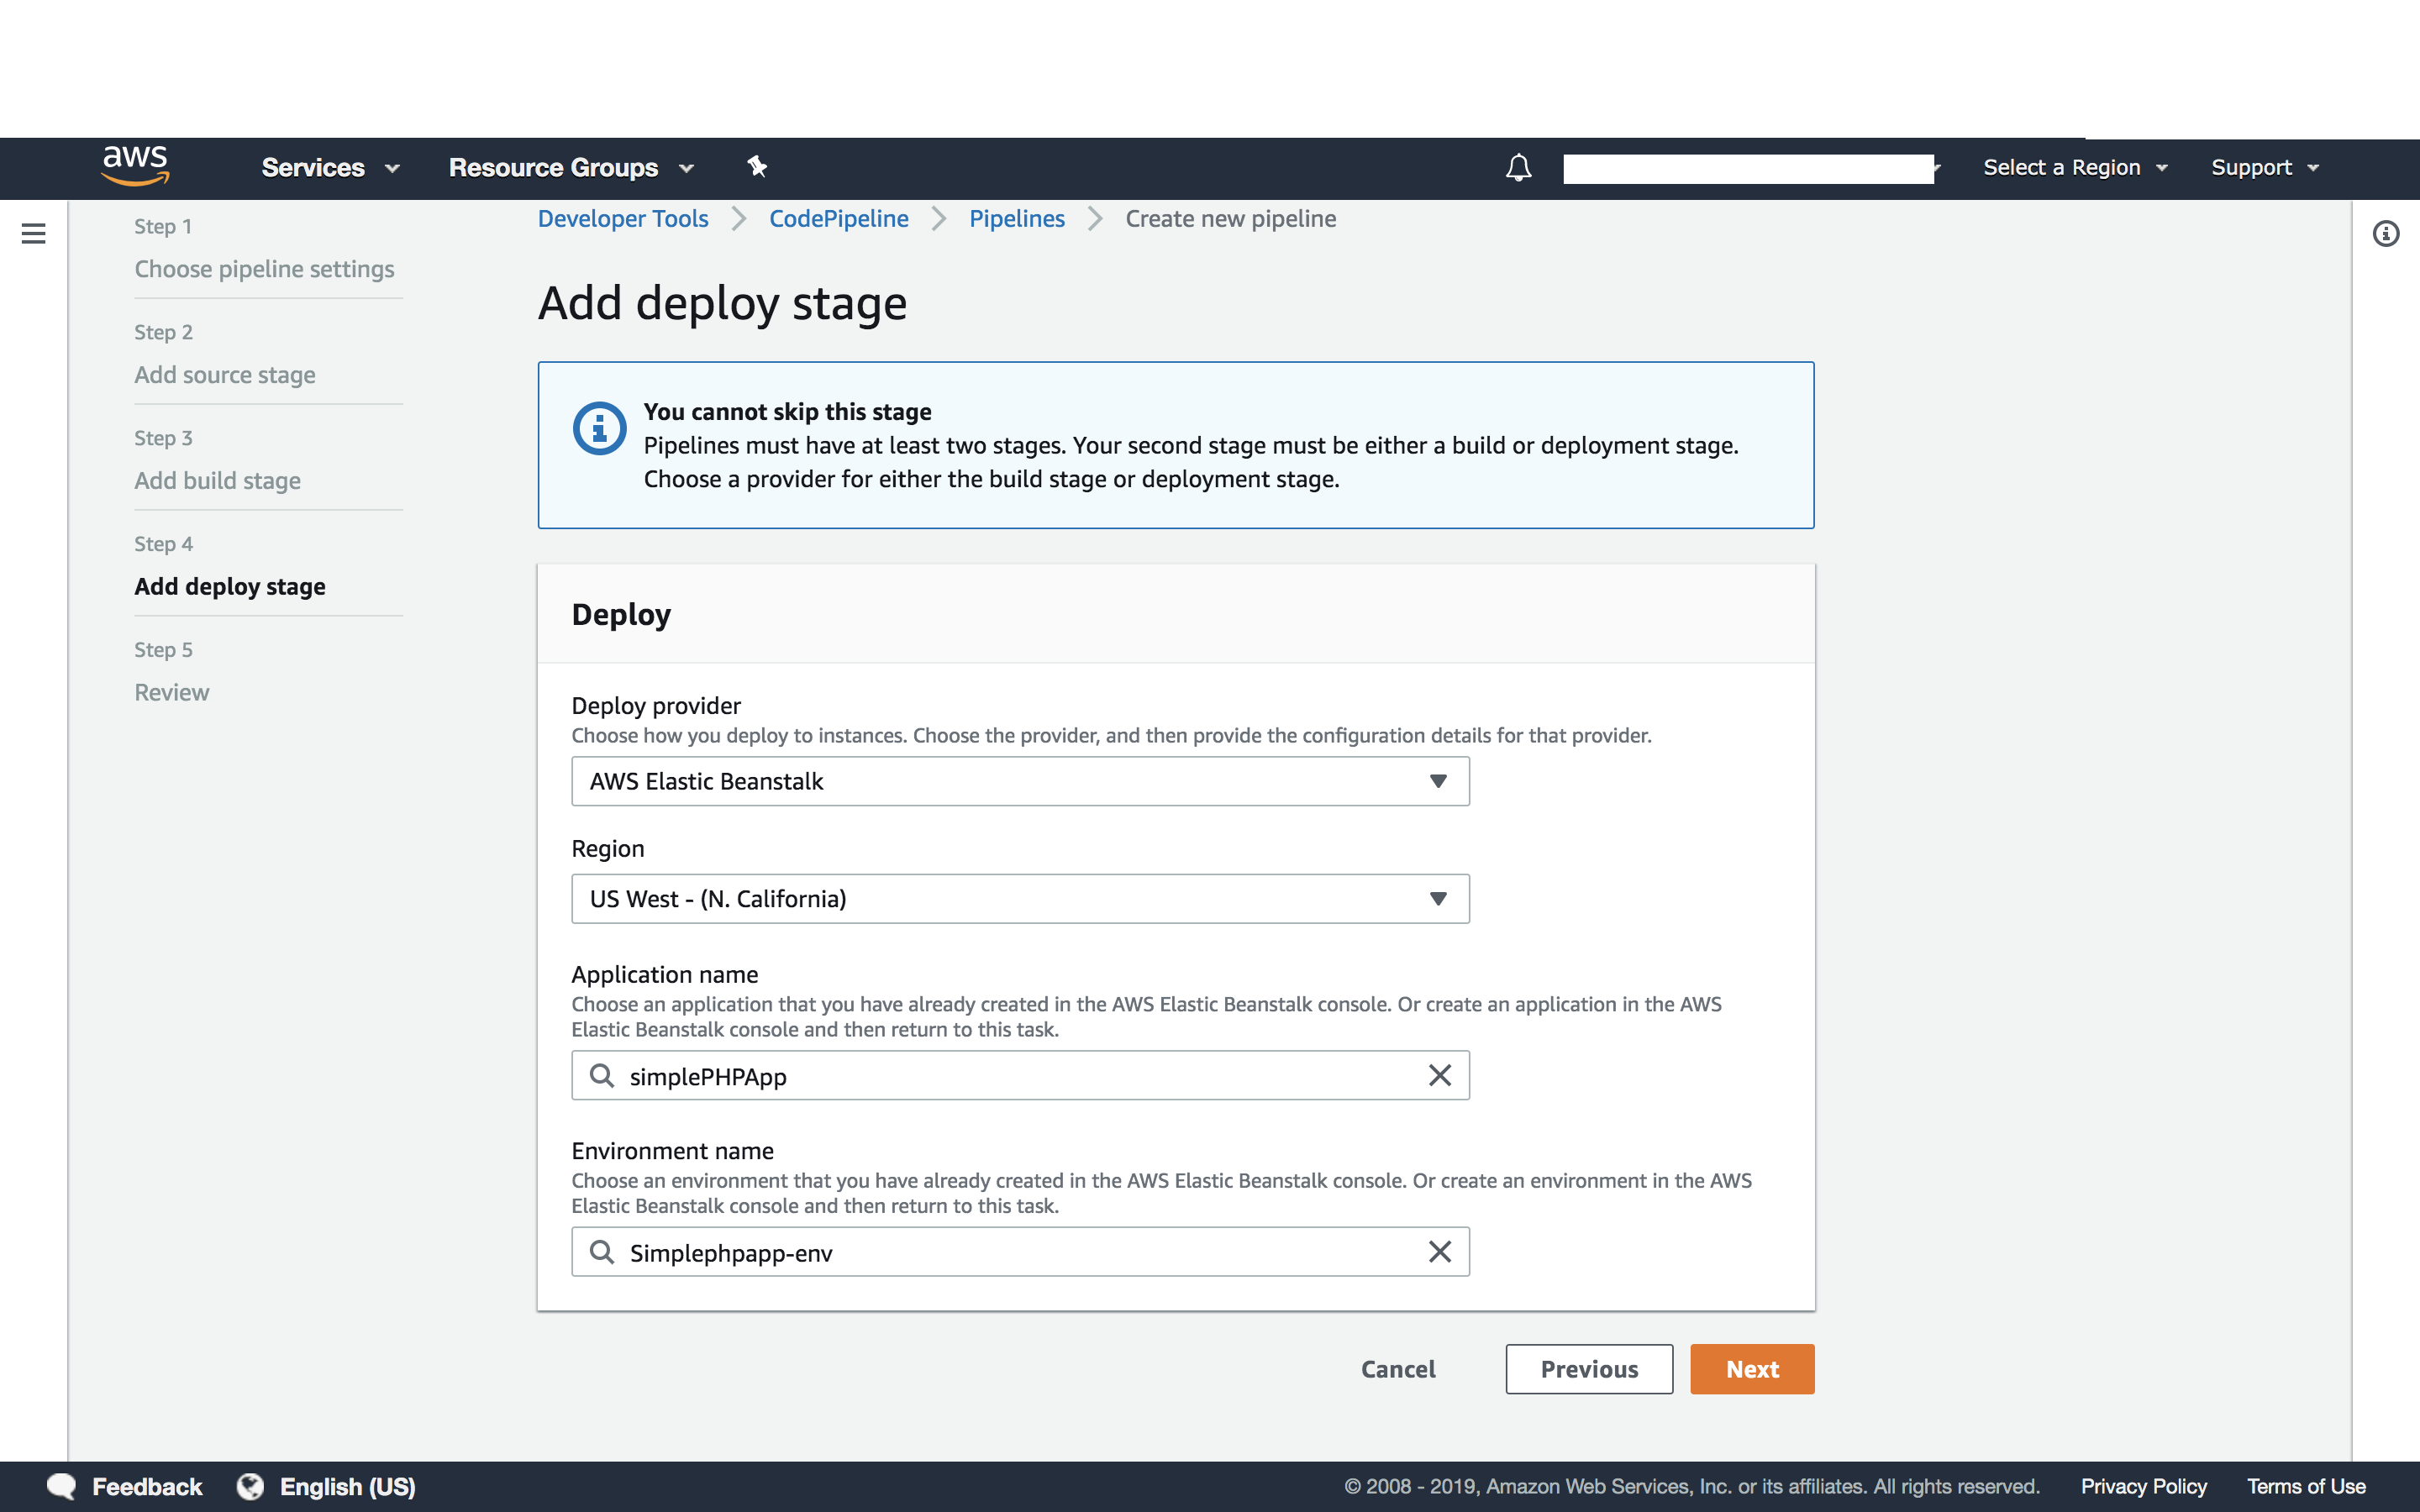 aws
Services
Resource Groups
Select a Region
Support
Step 1
Choose pipeline settings
Step 2
Add source stage
Step 3
Add build stage
Step 4
Add deploy stage
Step 5
Review
Developer Tools
CodePipeline
Pipelines
Create new pipeline
Add deploy stage
You cannot skip this stage
Pipelines must have at least two stages. Your second stage must be either a build or deployment stage.
Choose a provider for either the build stage or deployment stage.
Deploy
Deploy provider
Choose how you deploy to instances. Choose the provider, and then provide the configuration details for that provider.
AWS Elastic Beanstalk
Region
US West - (N. California)
Application name
Choose an application that you have already created in the AWS Elastic Beanstalk console. Or create an application in the AWS
Elastic Beanstalk console and then return to this task.
simplePHPApp
Environment name
Choose an environment that you have already created in the AWS Elastic Beanstalk console. Or create an environment in the AWS
Elastic Beanstalk console and then return to this task.
Simplephpapp-env
Cancel
Previous
Next
Feedback
English (US)
© 2008 - 2019, Amazon Web Services, Inc. or its affiliates. All rights reserved.
Privacy Policy
Terms of Use